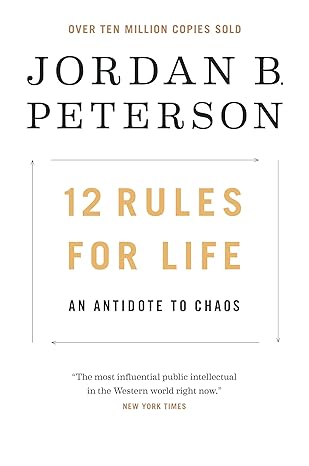 OVER TEN MILLION COPIES SOLD
JORDAN B.
PETERSON
12 RULES
FOR LIFE
AN ANTIDOTE TO CHAOS
“The most influential public intellectual
in the Western world right now.”
NEW YORK TIMES